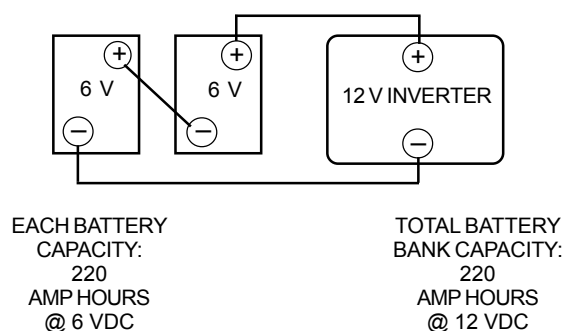 +
+
+
6 V
6 V
12 V INVERTER
−
−
−
EACH BATTERY
CAPACITY:
220
AMP HOURS
@ 6 VDC
TOTAL BATTERY
BANK CAPACITY:
220
AMP HOURS
@ 12 VDC